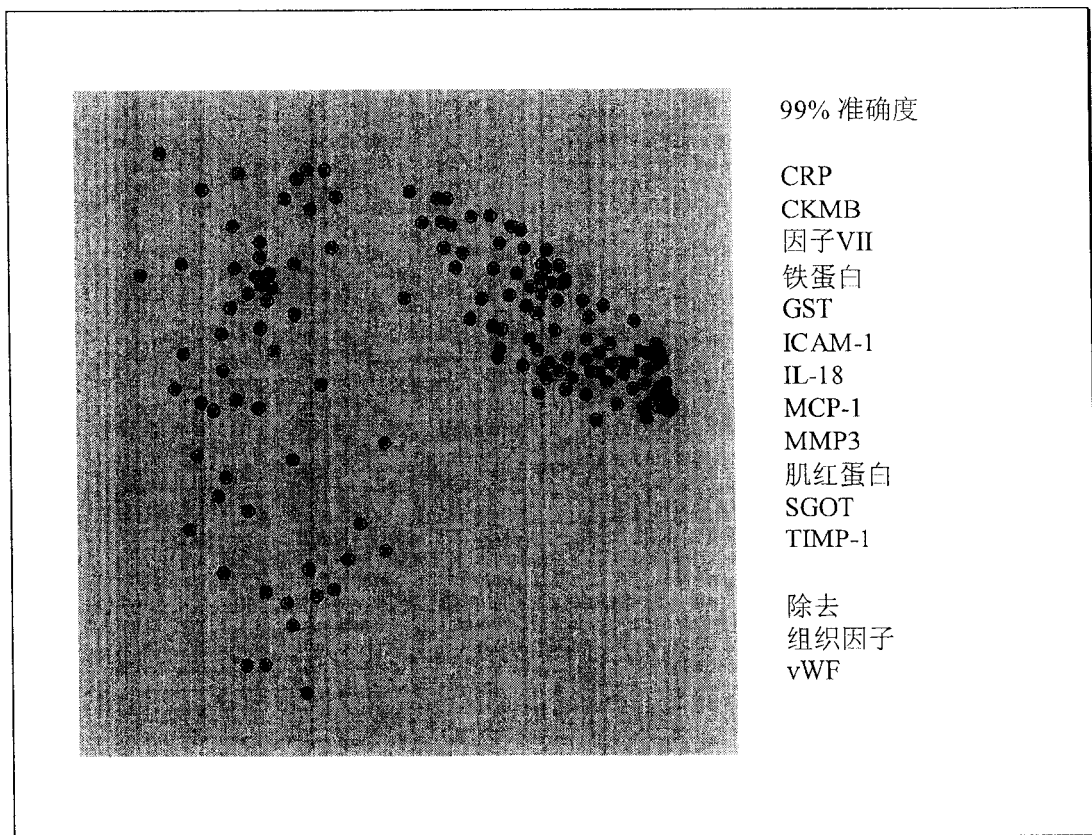 99% 准确度
CRP
CKMB
因子VII
铁蛋白
GST
ICAM-1
IL-18
MCP-1
MMP3
肌红蛋白
SGOT
TIMP-1
除去
组织因子
vWF